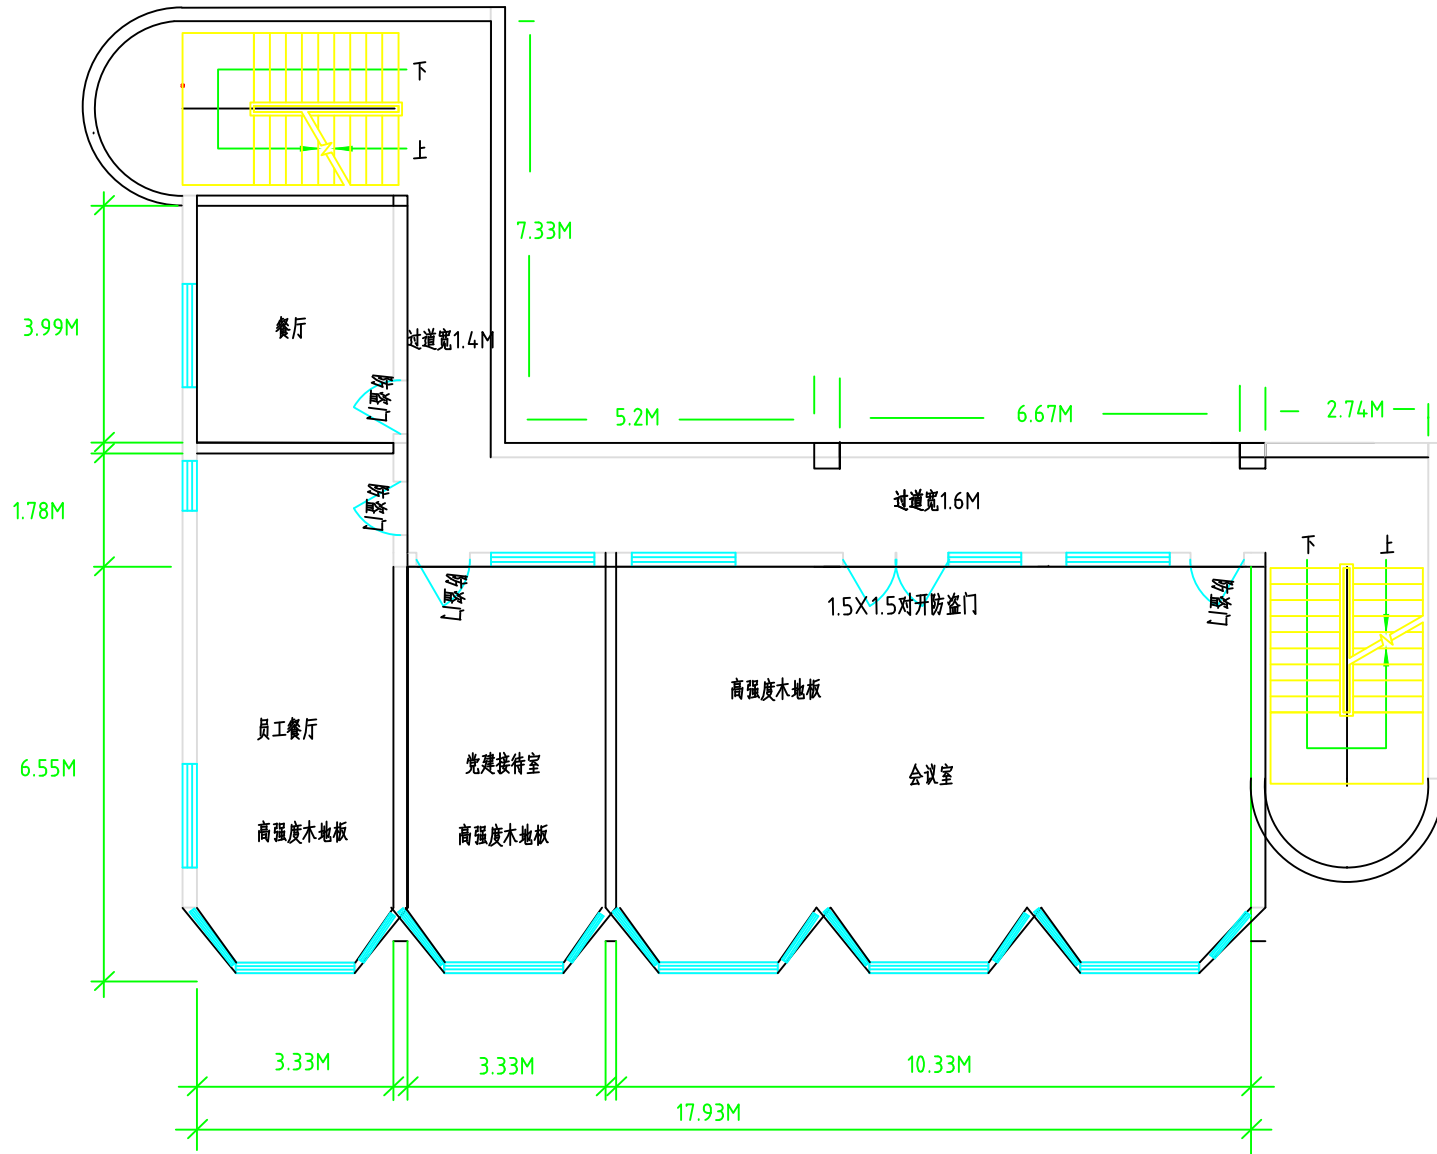 下
上
7.33M
3.99M
餐厅
过道宽1.4M
防盗门
5.2M
6.67M
2.74M
1.78M
防盗门
过道宽1.6M
下
上
防盗门
1.5×1.5对开防盗门
防盗门
高强度木地板
员工餐厅
党建接待室
会议室
6.55M
高强度木地板
高强度木地板
3.33M
3.33M
10.33M
17.93M